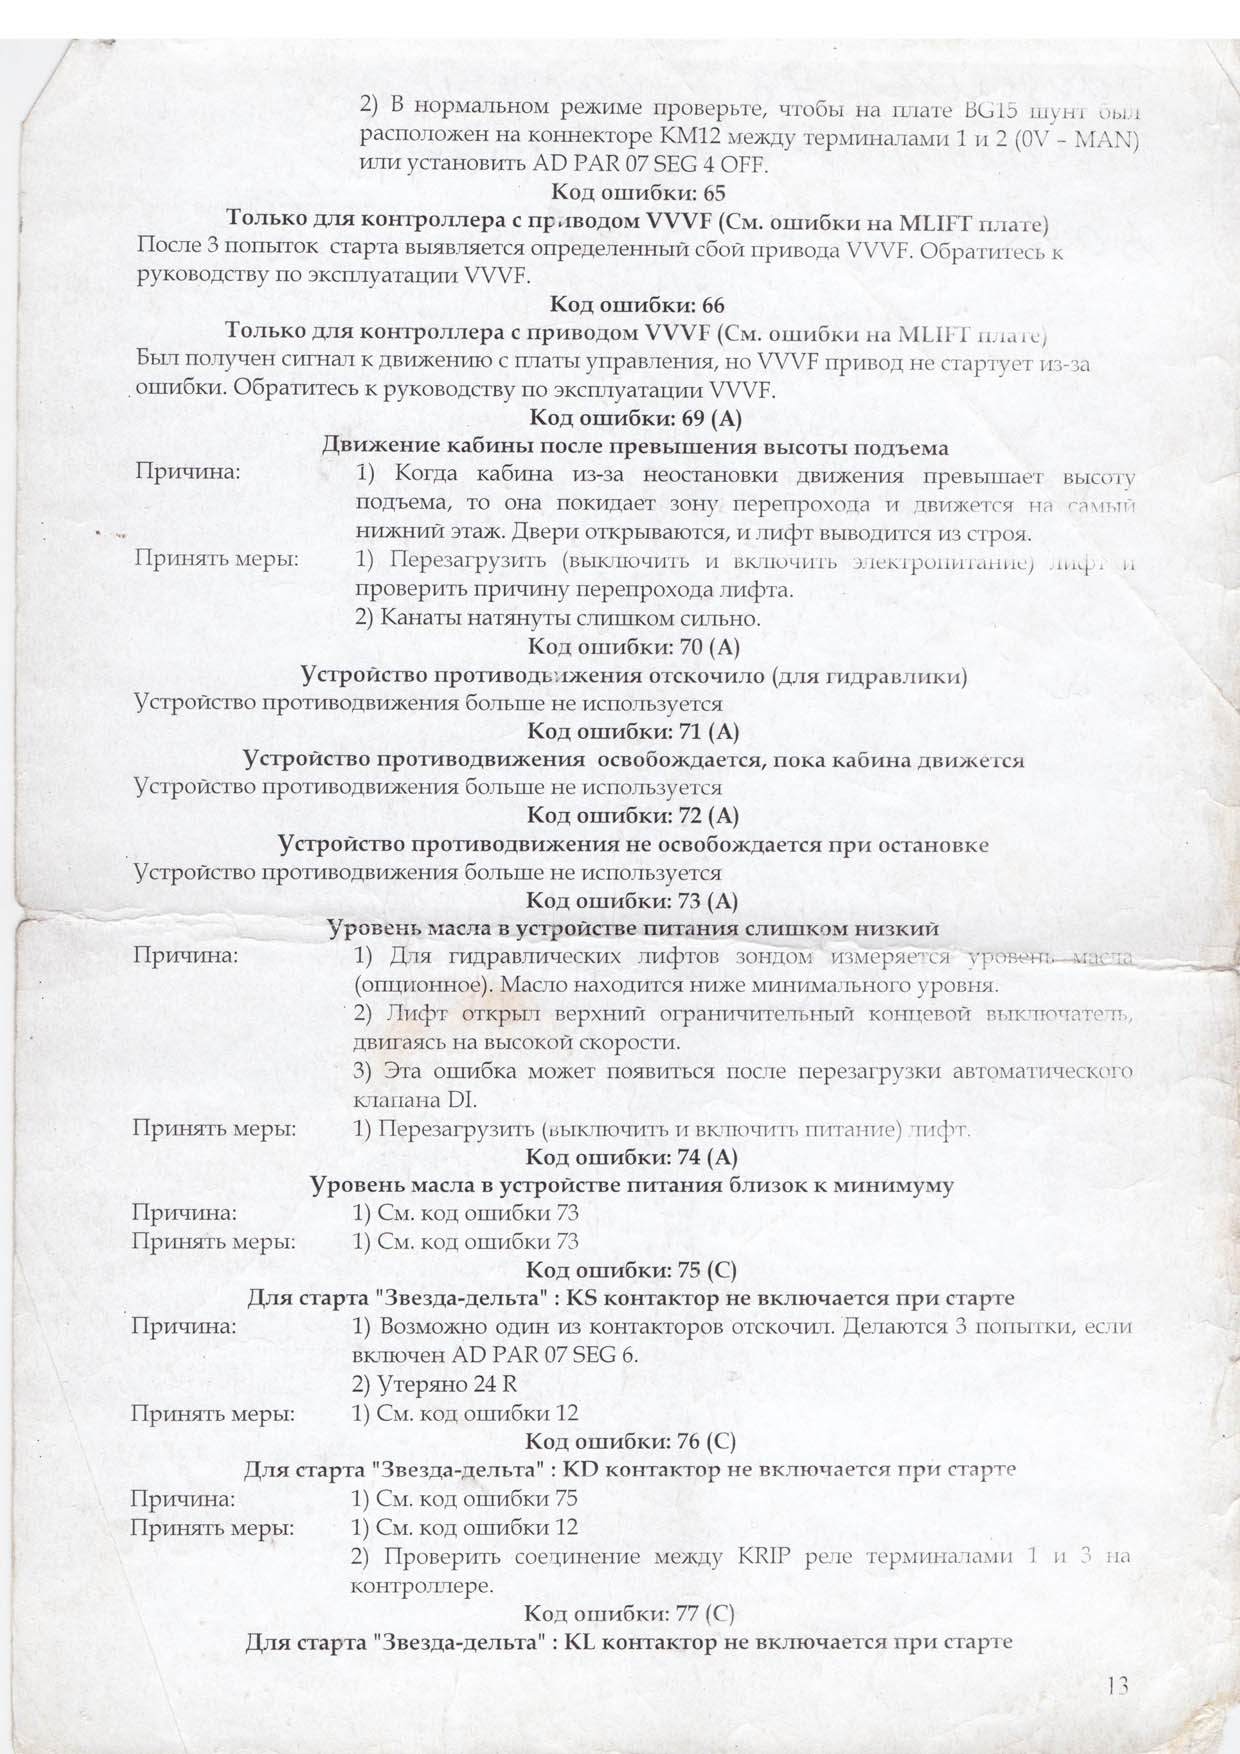 2) В нормальном режиме проверьте, чтобы на плате BG15 шунт был
расположен на коннекторе KM12 между терминалами 1 и 2 (0V – MAN)
или установить AD PAR 07 SEG 4 OFF.
Код ошибки: 65
Только для контроллера с приводом VVVF (См. ошибки на MLIFT плате)
После 3 попыток старта выявляется определенный сбой привода VVVF. Обратитесь к
руководству по эксплуатации VVVF.
Код ошибки: 66
Только для контроллера с приводом VVVF (См. ошибки на MLIFT плате)
Был получен сигнал к движению с платы управления, но VVVF привод не стартует из-за
ошибки. Обратитесь к руководству по эксплуатации VVVF.
Код ошибки: 69 (A)
Движение кабины после превышения высоты подъема
Причина: 1) Когда кабина из-за неостановки движения превышает высоту
подъема, то она покидает зону перепрохода и движется на самый
нижний этаж. Двери открываются, и лифт выводится из строя.
Принять меры: 1) Перезагрузить (выключить и включить электропитание) лифт и
проверить причину перепрохода лифта.
2) Канаты натянуты слишком сильно.
Код ошибки: 70 (A)
Устройство противодвижения отскочило (для гидравлики)
Устройство противодвижения больше не используется
Код ошибки: 71 (A)
Устройство противодвижения освобождается, пока кабина движется
Устройство противодвижения больше не используется
Код ошибки: 72 (A)
Устройство противодвижения не освобождается при остановке
Устройство противодвижения больше не используется
Код ошибки: 73 (A)
Уровень масла в устройстве питания слишком низкий
Причина: 1) Для гидравлических лифтов зондом измеряется уровень масла
(опционное). Масло находится ниже минимального уровня.
2) Лифт открыл верхний ограничительный концевой выключатель,
двигаясь на высокой скорости.
3) Эта ошибка может появиться после перезагрузки автоматического
клапана DI.
Принять меры: 1) Перезагрузить (выключить и включить питание) лифт.
Код ошибки: 74 (A)
Уровень масла в устройстве питания близок к минимуму
Причина: 1) См. код ошибки 73
Принять меры: 1) См. код ошибки 73
Код ошибки: 75 (C)
Для старта "Звезда-дельта" : KS контактор не включается при старте
Причина: 1) Возможно один из контакторов отскочил. Делаются 3 попытки, если
включен AD PAR 07 SEG 6.
2) Утеряно 24 R
Принять меры: 1) См. код ошибки 12
Код ошибки: 76 (C)
Для старта "Звезда-дельта" : KD контактор не включается при старте
Причина: 1) См. код ошибки 75
Принять меры: 1) См. код ошибки 12
2) Проверить соединение между KRIP реле терминалами 1 и 3 на
контроллере.
Код ошибки: 77 (C)
Для старта "Звезда-дельта" : KL контактор не включается при старте
13